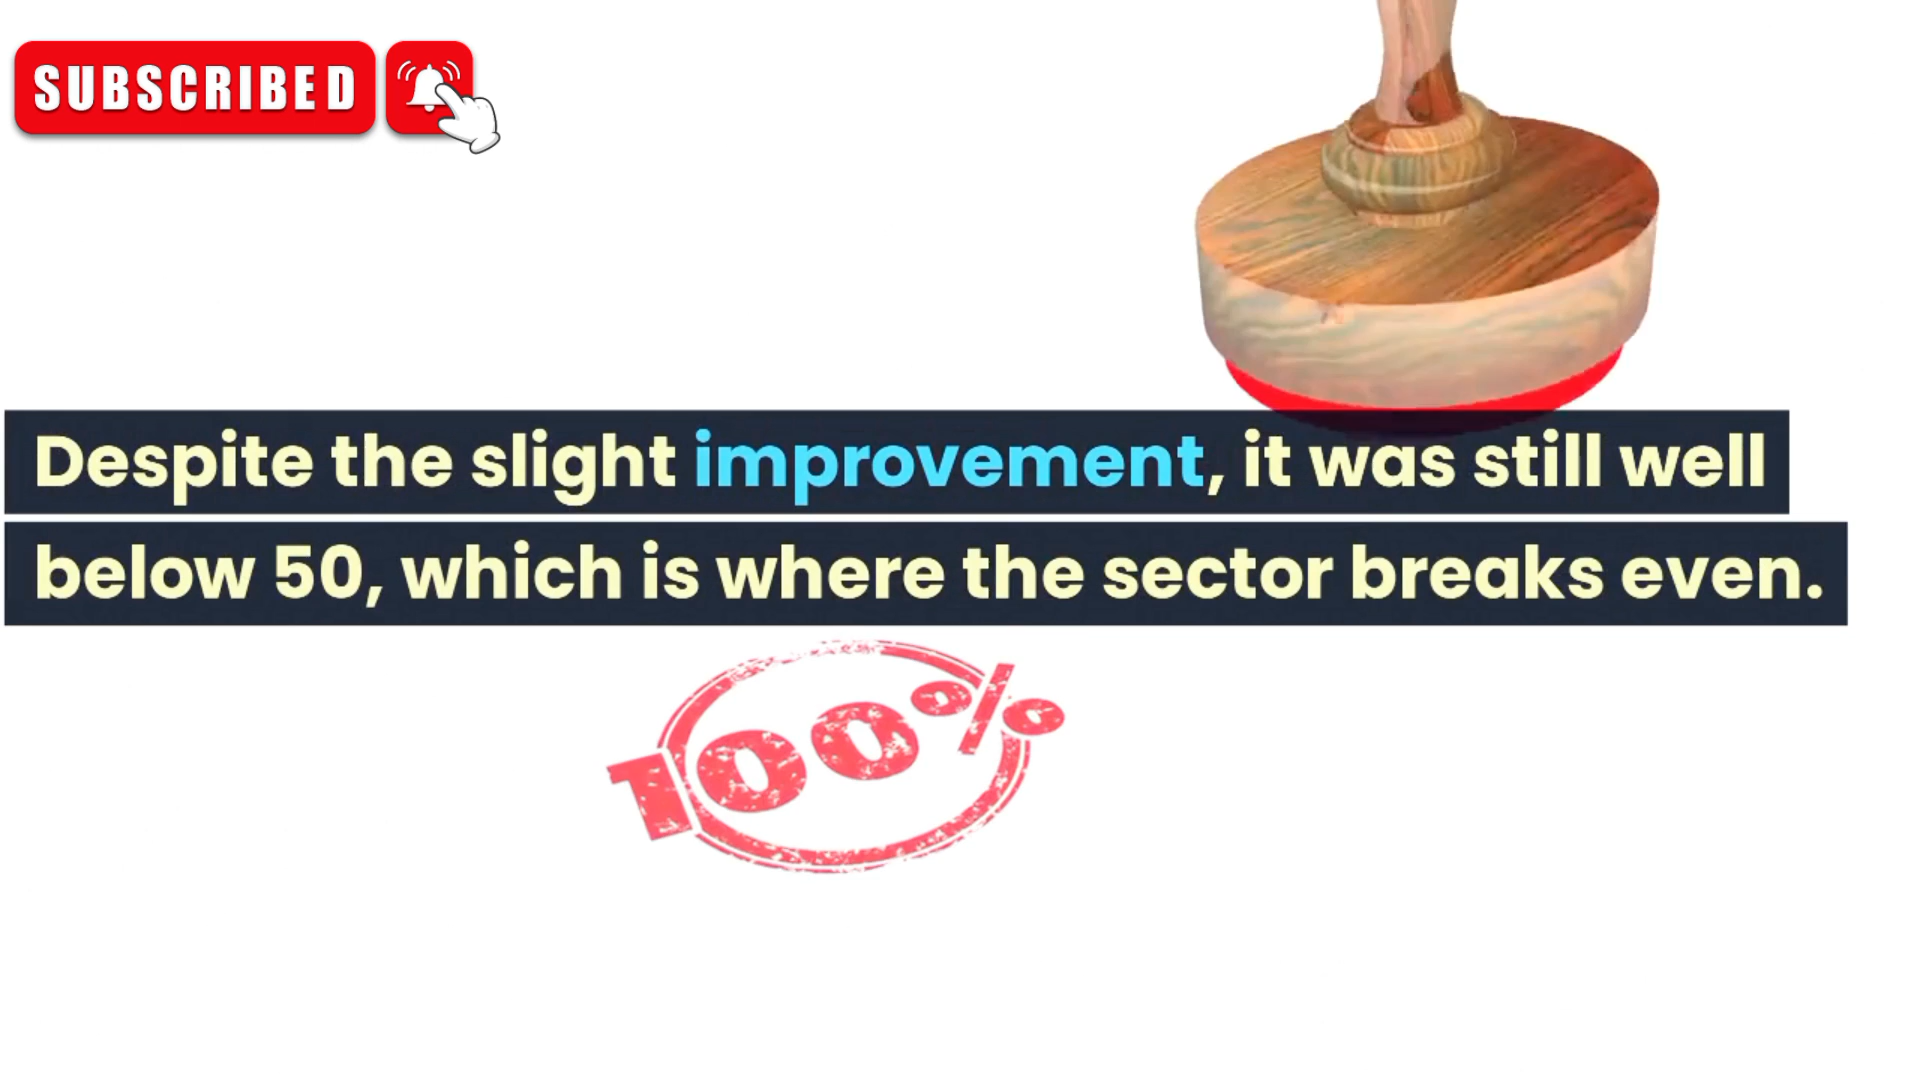 SUBSCRIBED
Despite the slight improvement, it was still well
below 50, which is where the sector breaks even.
100%